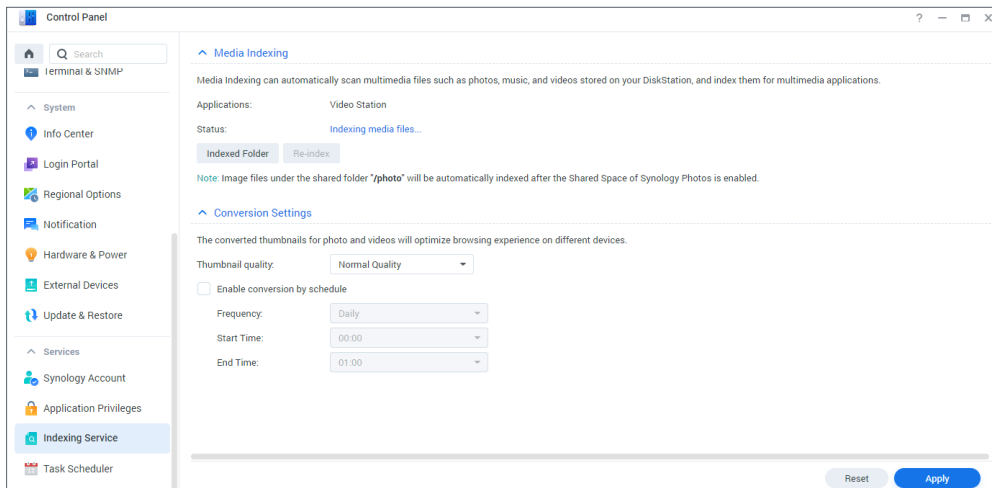 Control Panel
Search
Terminal & SNMP
System
Info Center
Login Portal
Regional Options
Notification
Hardware & Power
External Devices
Update & Restore
Services
Synology Account
Application Privileges
Indexing Service
Task Scheduler
Media Indexing
Media Indexing can automatically scan multimedia files such as photos, music, and videos stored on your DiskStation, and index them for multimedia applications.
Applications: Video Station
Status: Indexing media files...
Indexed Folder Re-index
Note: Image files under the shared folder "/photo" will be automatically indexed after the Shared Space of Synology Photos is enabled.
Conversion Settings
The converted thumbnails for photo and videos will optimize browsing experience on different devices.
Thumbnail quality: Normal Quality
Enable conversion by schedule
Frequency: Daily
Start Time: 00:00
End Time: 01:00
Reset Apply